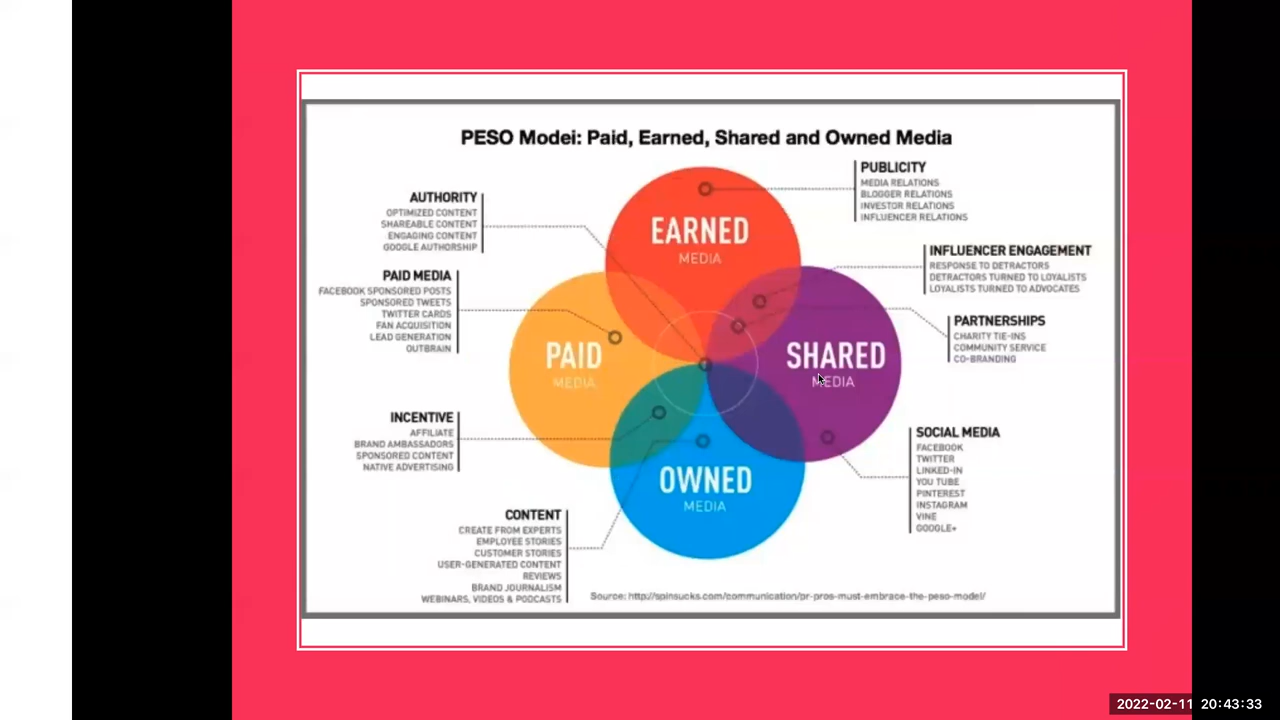 PESO Model: Paid, Earned, Shared and Owned Media
AUTHORITY
OPTIMIZED CONTENT
SHAREABLE CONTENT
ENGAGING CONTENT
GOOGLE AUTHORSHIP
PAID MEDIA
FACEBOOK SPONSORED POSTS
SPONSORED TWEETS
TWITTER CARDS
FAN ACQUISITION
LEAD GENERATION
OUTBRAIN
INCENTIVE
AFFILIATE
BRAND AMBASSADORS
SPONSORED CONTENT
NATIVE ADVERTISING
CONTENT
CREATE FROM EXPERTS
EMPLOYEE STORIES
CUSTOMER STORIES
USER-GENERATED CONTENT
REVIEWS
BRAND JOURNALISM
WEBINARS, VIDEOS & PODCASTS
EARNED
MEDIA
PAID
MEDIA
SHARED
MEDIA
OWNED
MEDIA
PUBLICITY
MEDIA RELATIONS
BLOGGER RELATIONS
INVESTOR RELATIONS
INFLUENCER RELATIONS
INFLUENCER ENGAGEMENT
RESPONSE TO DETRACTORS
DETRACTORS TURNED TO LOYALISTS
LOYALISTS TURNED TO ADVOCATES
PARTNERSHIPS
CHARITY TIE-INS
COMMUNITY SERVICE
CO-BRANDING
SOCIAL MEDIA
FACEBOOK
TWITTER
LINKED-IN
YOU TUBE
PINTEREST
INSTAGRAM
VINE
GOOGLE+
Source: http://spinsucks.com/communication/pr-pros-must-embrace-the-peso-model/
2022-02-11 20:43:33